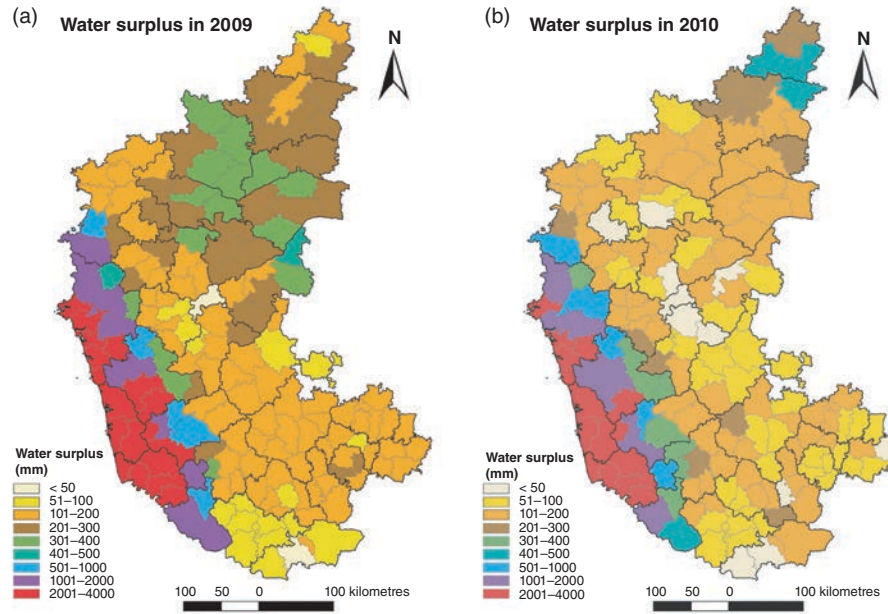 (a)
Water surplus in 2009
N
Water surplus
(mm)
< 50
51–100
101–200
201–300
301–400
401–500
501–1000
1001–2000
2001–4000
100 50 0 100 kilometres
(b)
Water surplus in 2010
N
Water surplus
(mm)
< 50
51–100
101–200
201–300
301–400
401–500
501–1000
1001–2000
2001–4000
100 50 0 100 kilometres